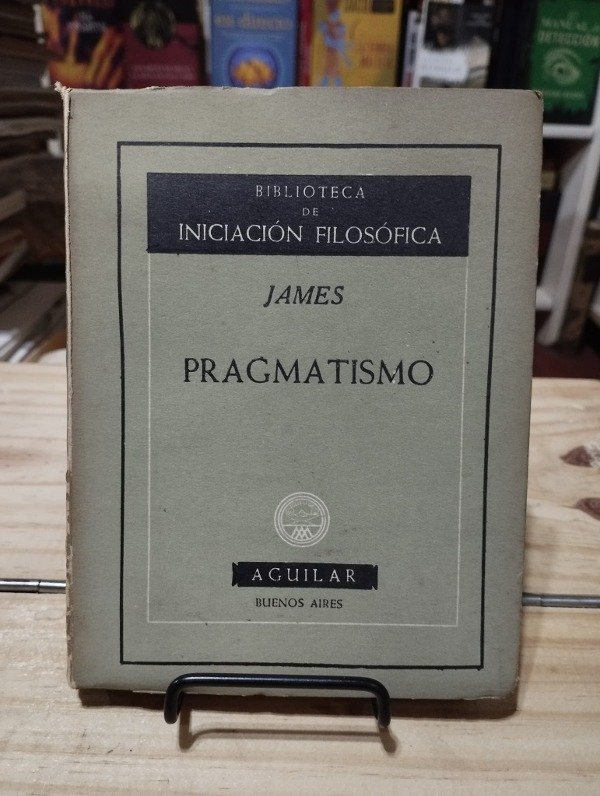 BIBLIOTECA
DE
INICIACIÓN FILOSÓFICA
JAMES
PRAGMATISMO
AGUILAR
BUENOS AIRES